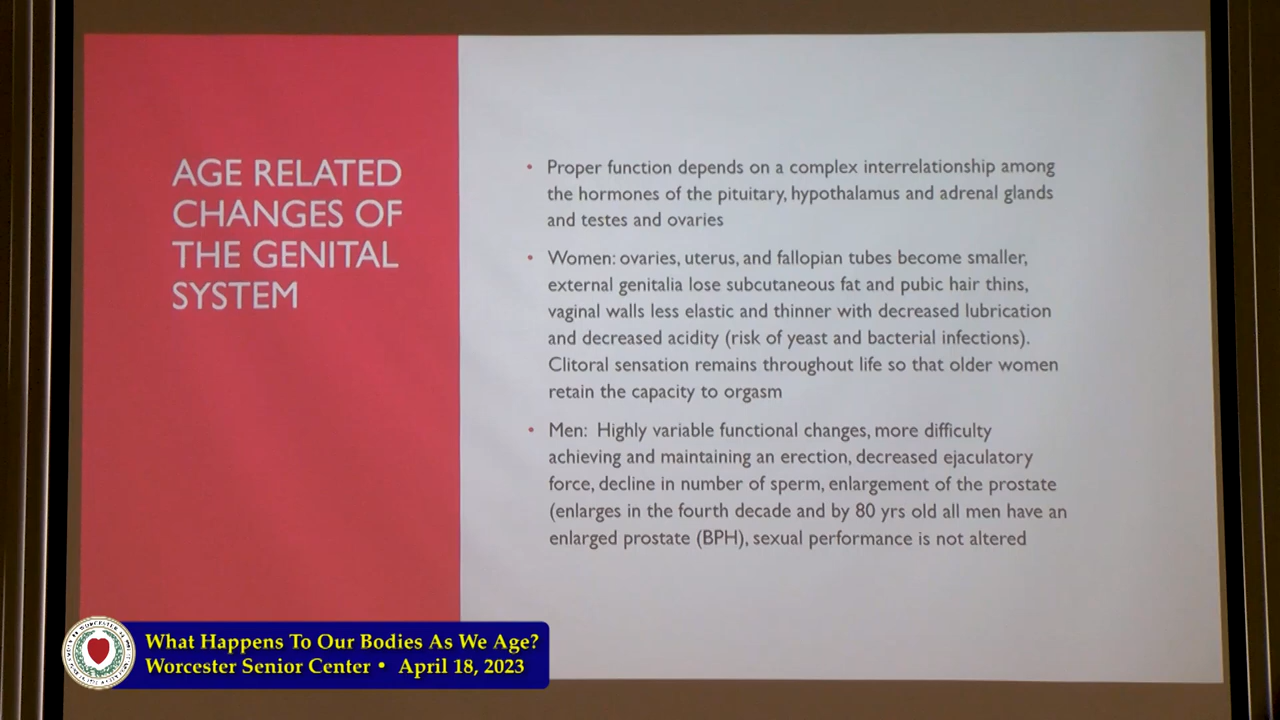 AGE RELATED
CHANGES OF
THE GENITAL
SYSTEM
• Proper function depends on a complex interrelationship among
the hormones of the pituitary, hypothalamus and adrenal glands
and testes and ovaries
• Women: ovaries, uterus, and fallopian tubes become smaller,
external genitalia lose subcutaneous fat and pubic hair thins,
vaginal walls less elastic and thinner with decreased lubrication
and decreased acidity (risk of yeast and bacterial infections).
Clitoral sensation remains throughout life so that older women
retain the capacity to orgasm
• Men: Highly variable functional changes, more difficulty
achieving and maintaining an erection, decreased ejaculatory
force, decline in number of sperm, enlargement of the prostate
(enlarges in the fourth decade and by 80 yrs old all men have an
enlarged prostate (BPH), sexual performance is not altered
What Happens To Our Bodies As We Age?
Worcester Senior Center • April 18, 2023